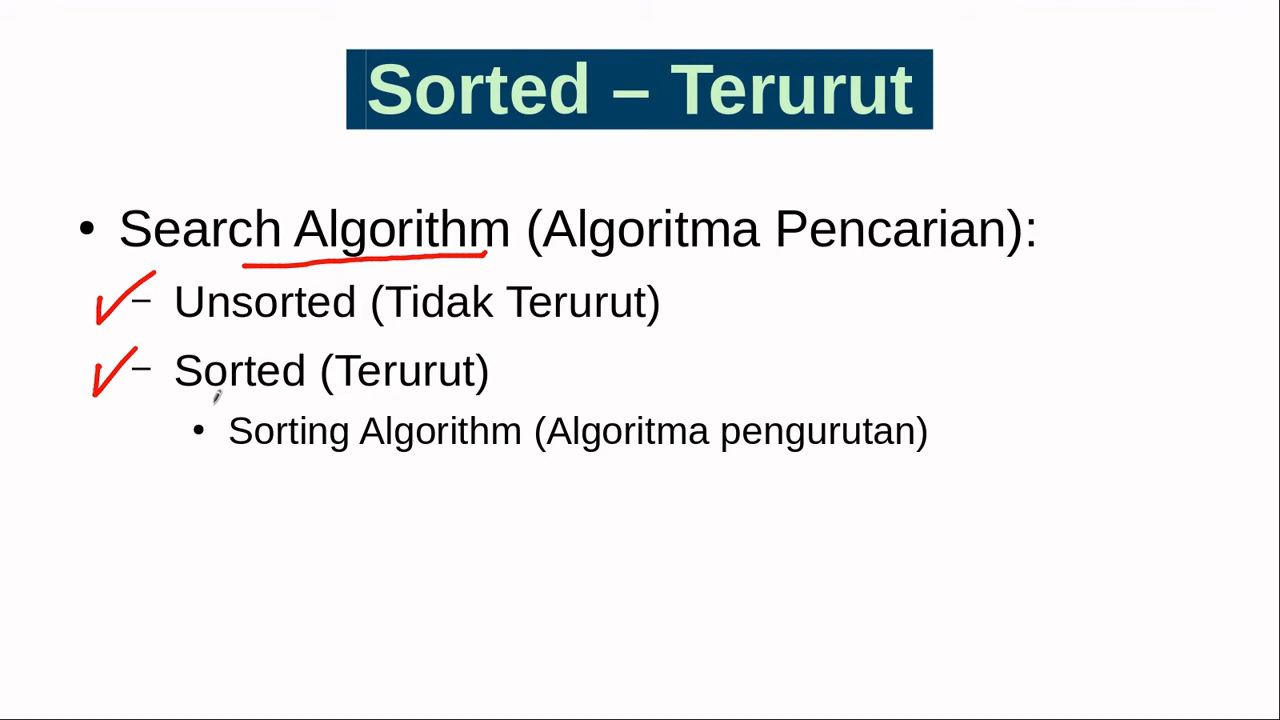 Sorted – Terurut
• Search Algorithm (Algoritma Pencarian):
– Unsorted (Tidak Terurut)
– Sorted (Terurut)
• Sorting Algorithm (Algoritma pengurutan)